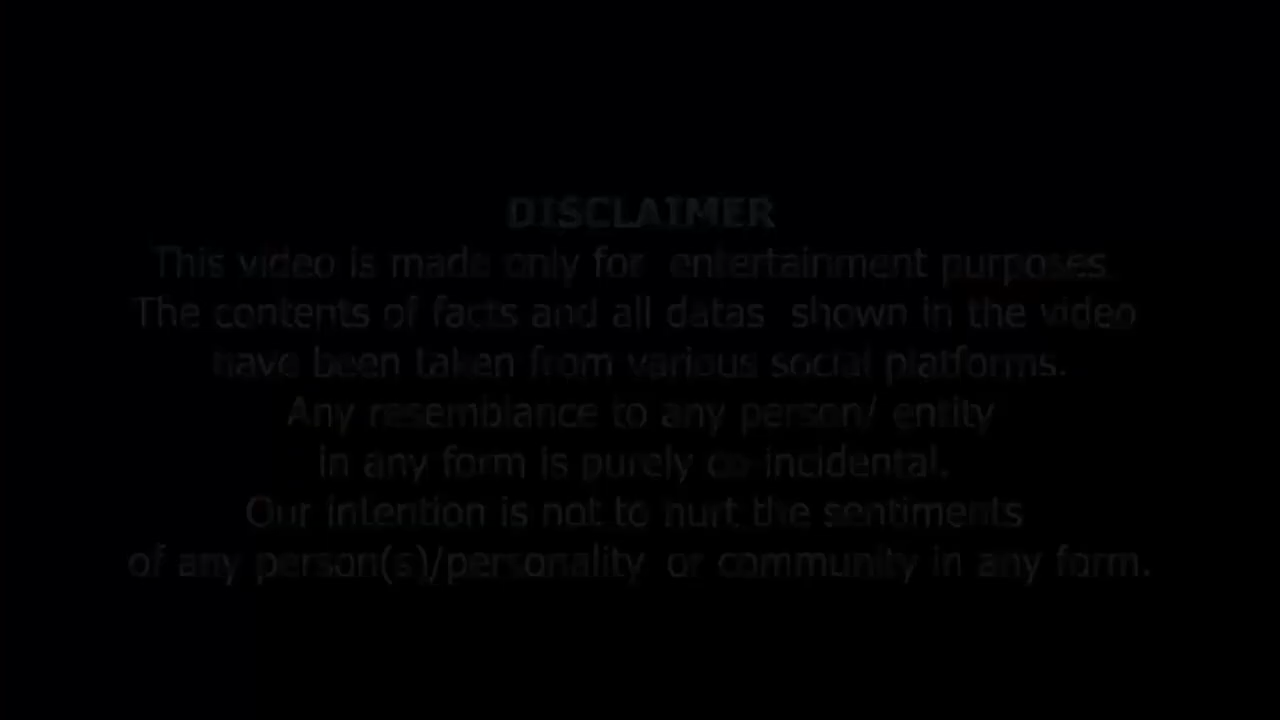 DISCLAIMER
This video is made only for entertainment purposes.
The contents of facts and all datas shown in the video
have been taken from various social platforms.
Any resemblance to any person/ entity
in any form is purely co-incidental.
Our intention is not to hurt the sentiments
of any person(s)/personality or community in any form.